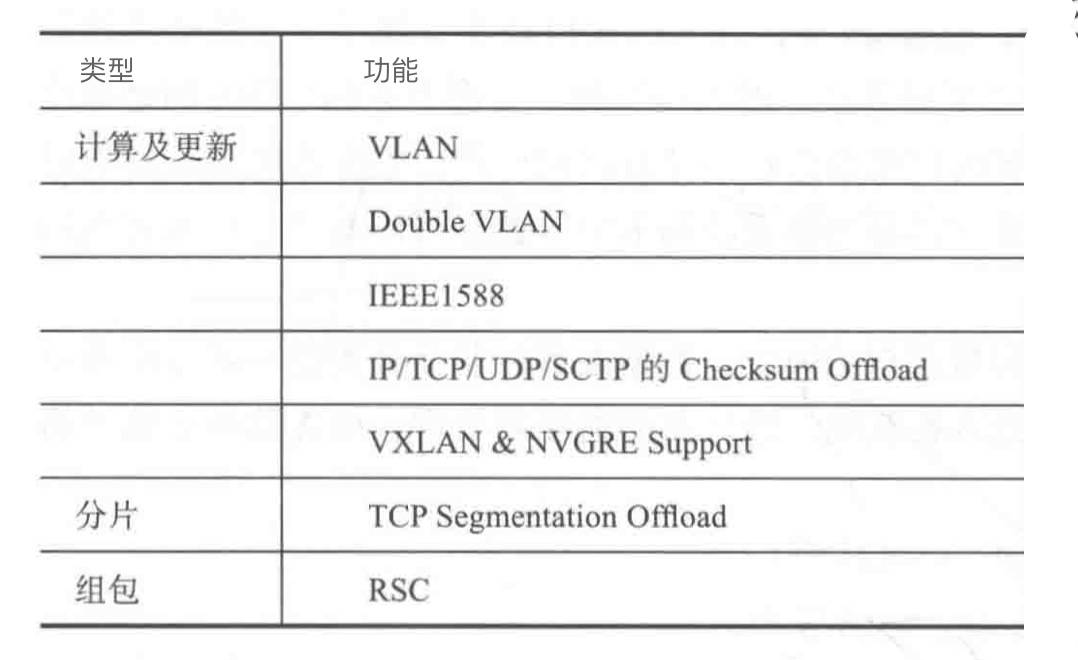 类型 功能
计算及更新 VLAN
Double VLAN
IEEE1588
IP/TCP/UDP/SCTP 的 Checksum Offload
VXLAN & NVGRE Support
分片 TCP Segmentation Offload
组包 RSC